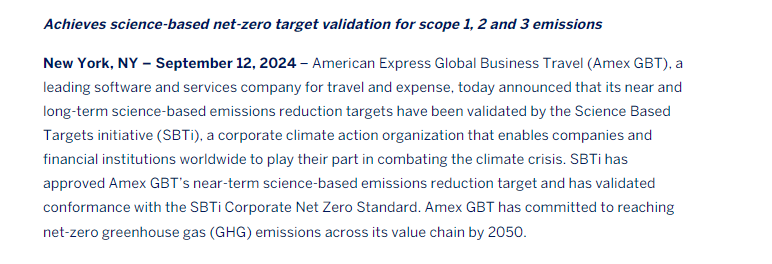 Achieves science-based net-zero target validation for scope 1, 2 and 3 emissions
New York, NY – September 12, 2024 – American Express Global Business Travel (Amex GBT), a
leading software and services company for travel and expense, today announced that its near and
long-term science-based emissions reduction targets have been validated by the Science Based
Targets initiative (SBTi), a corporate climate action organization that enables companies and
financial institutions worldwide to play their part in combating the climate crisis. SBTi has
approved Amex GBT's near-term science-based emissions reduction target and has validated
conformance with the SBTi Corporate Net Zero Standard. Amex GBT has committed to reaching
net-zero greenhouse gas (GHG) emissions across its value chain by 2050.